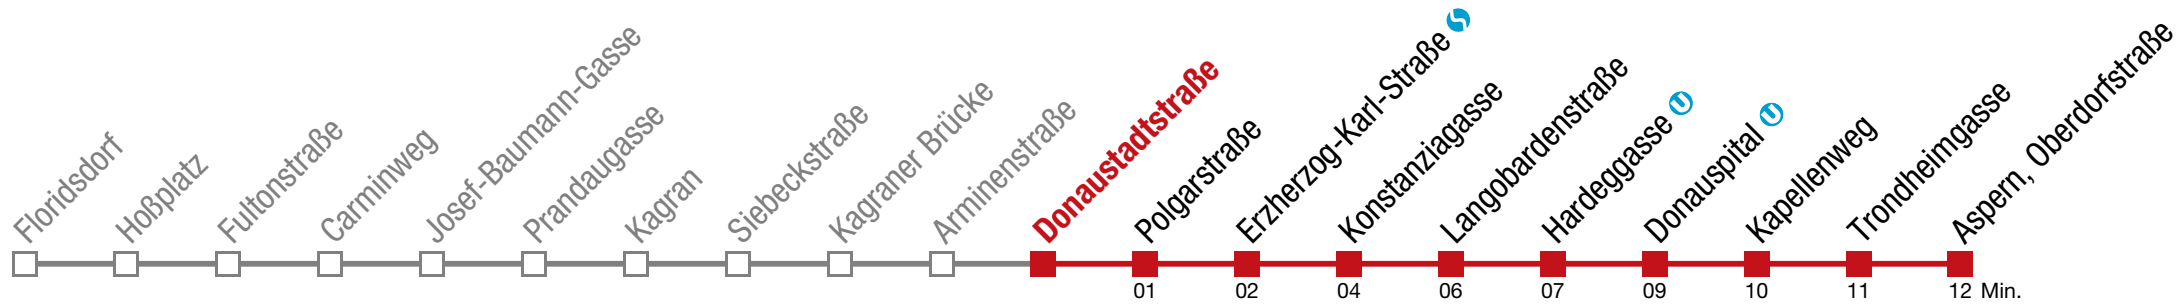 Floridsdorf
Hoßplatz
Fultonstraße
Carminweg
Josef-Baumann-Gasse
Prandaugasse
Kagran
Siebeckstraße
Kagraner Brücke
Arminenstraße
Donaustadtstraße
Polgarstraße
Erzherzog-Karl-Straße S
Konstanziagasse
Langobardenstraße
Hardeggasse U
Donauspital U
Kapellenweg
Trondheimgasse
Aspern, Oberdorfstraße
01 02 04 06 07 09 10 11 12 Min.